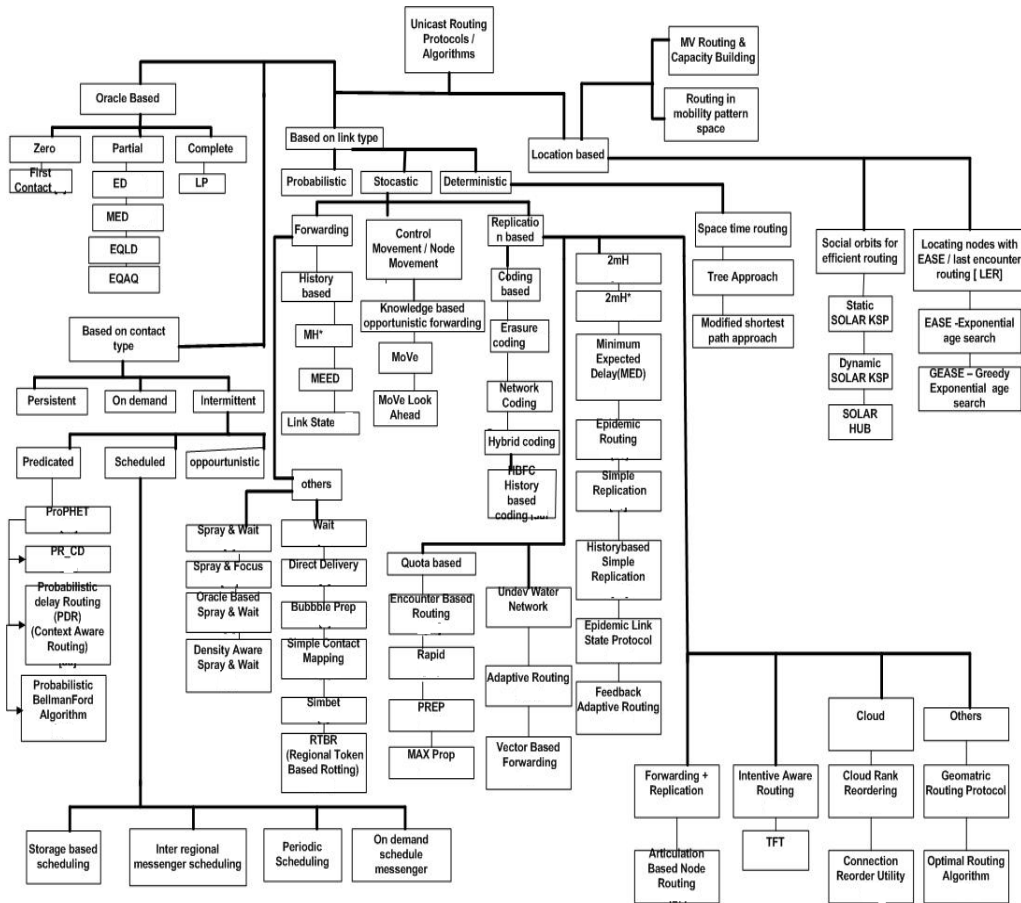 Unicast Routing
Protocols /
Algorithms
MV Routing &
Capacity Building
Routing in
mobility pattern
space
Oracle Based
Based on link type
Location based
Zero
Partial
Complete
First
Contact
ED
LP
MED
EQLD
EQAQ
Probabilistic
Stocastic
Deterministic
Forwarding
Control
Movement / Node
Movement
Replicatio
n based
Space time routing
Social orbits for
efficient routing
Locating nodes with
EASE / last encounter
routing [ LER]
History
based
MH*
MEED
Link State
Knowledge based
opportunistic forwarding
MoVe
MoVe Look
Ahead
Coding
based
Erasure
coding
Network
Coding
Hybrid coding
HBFC
History
based
coding
2mH
2mH*
Minimum
Expected
Delay(MED)
Epidemic
Routing
Simple
Replication
Historybased
Simple
Replication
Epidemic Link
State Protocol
Feedback
Adaptive Routing
Tree Approach
Modified shortest
path approach
Static
SOLAR KSP
Dynamic
SOLAR KSP
SOLAR
HUB
EASE -Exponential
age search
GEASE – Greedy
Exponential age
search
Based on contact
type
Persistent
On demand
Intermittent
Predicated
Scheduled
oppourtunistic
ProPHET
PR_CD
Probabilistic
delay Routing
(PDR)
(Context Aware
Routing)
Probabilistic
BellmanFord
Algorithm
others
Spray & Wait
Spray & Focus
Oracle Based
Spray & Wait
Density Aware
Spray & Wait
Wait
Direct Delivery
Bubbble Prep
Simple Contact
Mapping
Simbet
RTBR
(Regional Token
Based Rotting)
Quota based
Encounter Based
Routing
Rapid
PREP
MAX Prop
Undev Water
Network
Adaptive Routing
Vector Based
Forwarding
Forwarding +
Replication
Articulation
Based Node
Routing
Intentive Aware
Routing
TFT
Cloud
Cloud Rank
Reordering
Connection
Reorder Utility
Others
Geomatric
Routing Protocol
Optimal Routing
Algorithm
Storage based
scheduling
Inter regional
messenger scheduling
Periodic
Scheduling
On demand
schedule
messenger